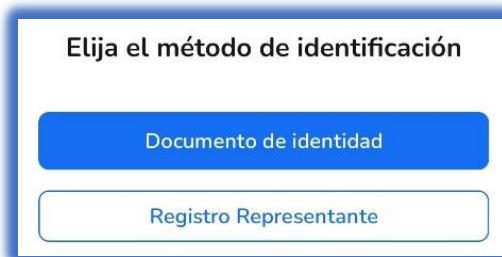 Elija el método de identificación
Documento de identidad
Registro Representante